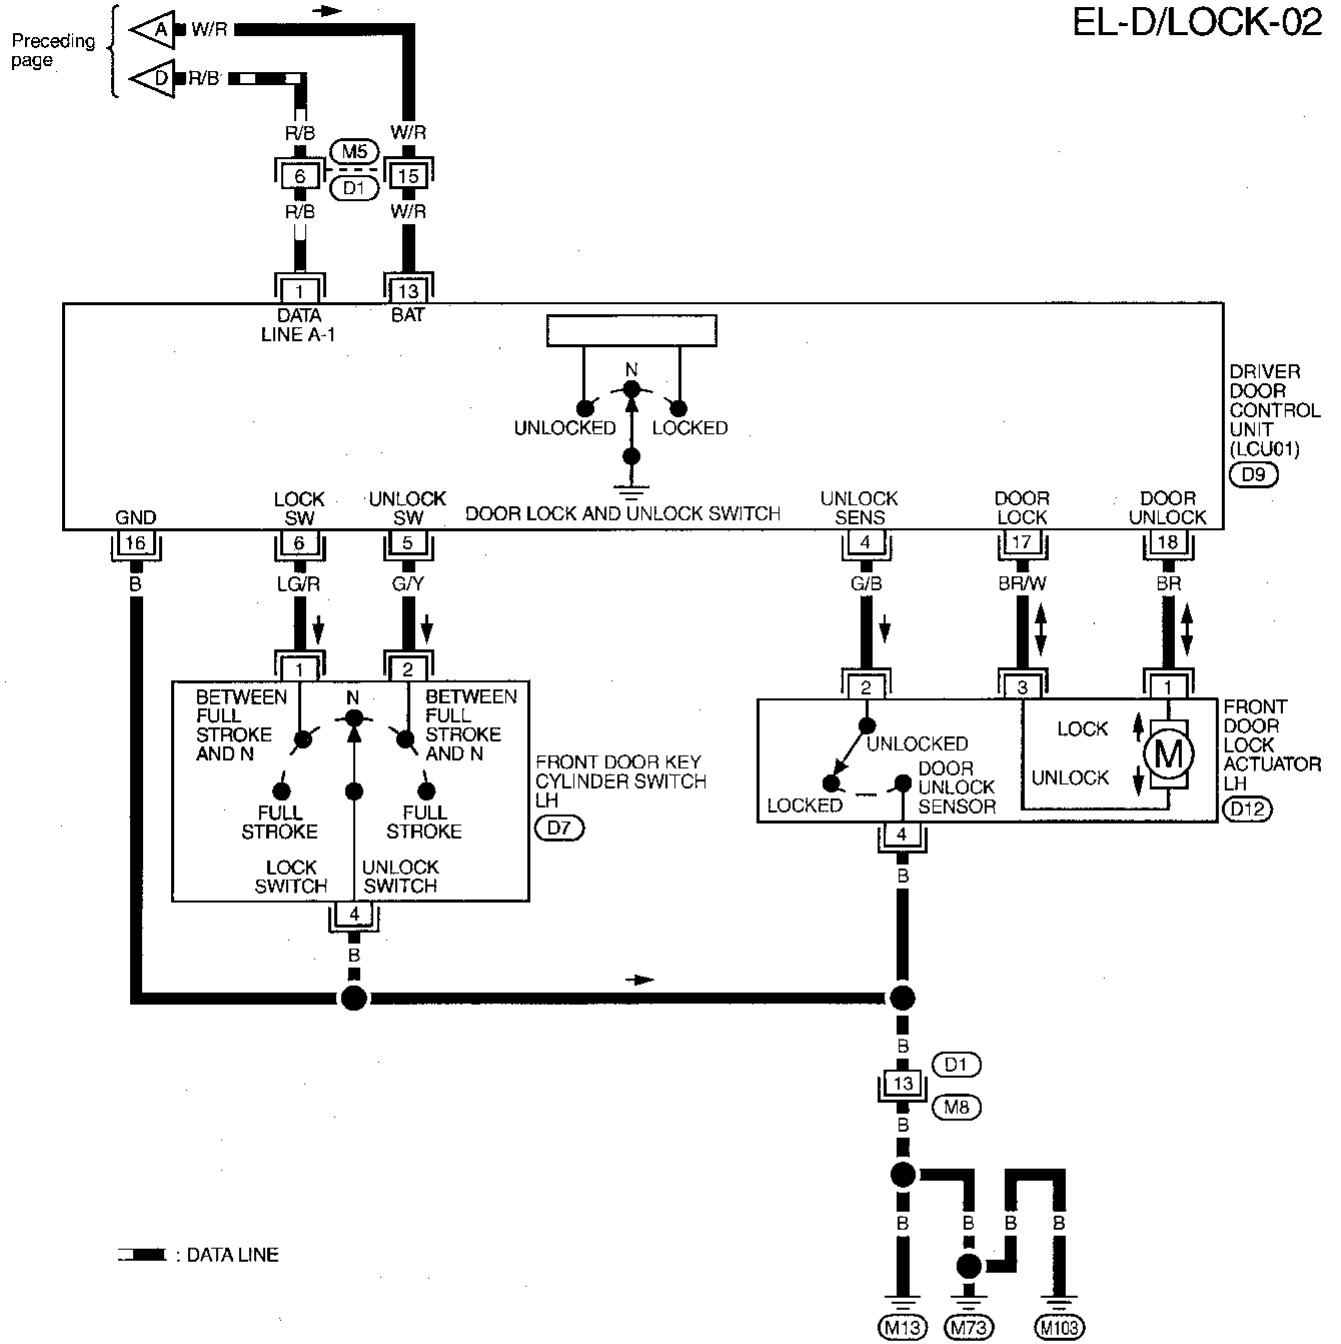 EL-D/LOCK-02
Preceding
page
A W/R
D R/B
R/B W/R
M5
6 15
D1
R/B W/R
1 13
DATA
LINE A-1
BAT
N
UNLOCKED LOCKED
DRIVER
DOOR
CONTROL
UNIT
(LCU01)
D9
GND
LOCK
SW
UNLOCK
SW
DOOR LOCK AND UNLOCK SWITCH
UNLOCK
SENS
DOOR
LOCK
DOOR
UNLOCK
16 6 5 4 17 18
B LG/R G/Y G/B BR/W BR
1 2 2 3 1
BETWEEN
FULL
STROKE
AND N
N
BETWEEN
FULL
STROKE
AND N
FULL
STROKE
FULL
STROKE
LOCK
SWITCH
UNLOCK
SWITCH
FRONT DOOR KEY
CYLINDER SWITCH
LH
D7
UNLOCKED
LOCKED
DOOR
UNLOCK
SENSOR
LOCK
UNLOCK
M
FRONT
DOOR
LOCK
ACTUATOR
LH
D12
4
B
4
B
B
D1
13
M8
B
B B B B
M13 M73 M103
: DATA LINE